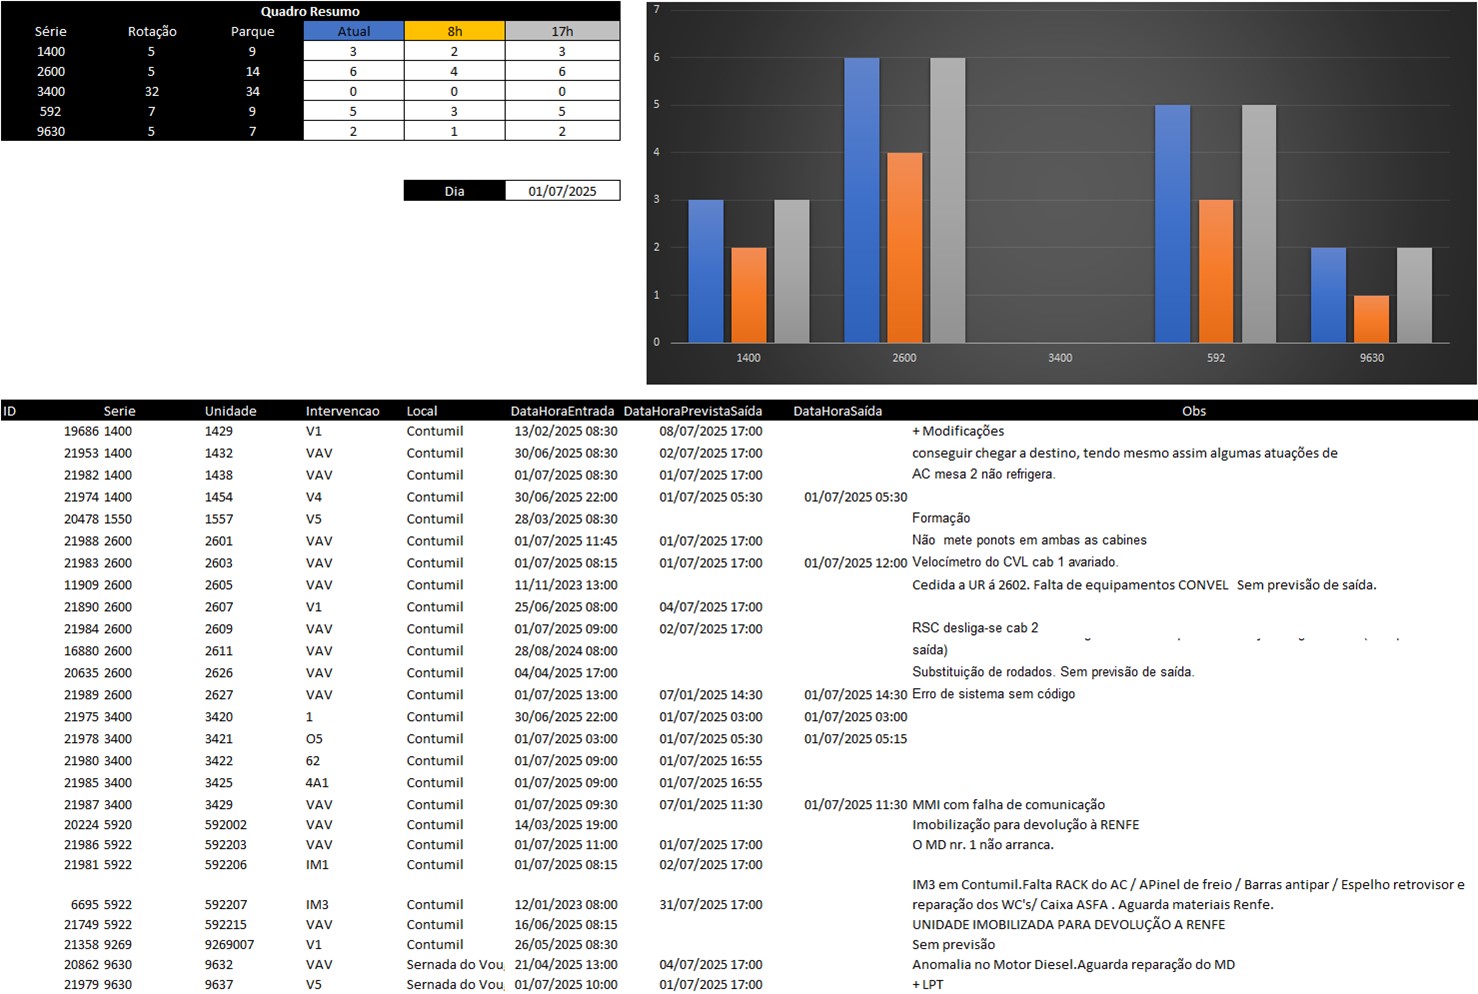 Quadro Resumo
Série Rotação Parque Atual 8h 17h
1400 5 9 3 2 3
2600 5 14 6 4 6
3400 32 34 0 0 0
592 7 9 5 3 5
9630 5 7 2 1 2
Dia 01/07/2025
7
6
5
4
3
2
1
0
1400 2600 3400 592 9630
ID Serie Unidade Intervencao Local DataHoraEntrada DataHoraPrevistaSaída DataHoraSaída Obs
19686 1400 1429 V1 Contumil 13/02/2025 08:30 08/07/2025 17:00 + Modificações
21953 1400 1432 VAV Contumil 30/06/2025 08:30 02/07/2025 17:00 conseguir chegar a destino, tendo mesmo assim algumas atuações de
21982 1400 1438 VAV Contumil 01/07/2025 08:30 01/07/2025 17:00 AC mesa 2 não refrigera.
21974 1400 1454 V4 Contumil 30/06/2025 22:00 01/07/2025 05:30 01/07/2025 05:30
20478 1550 1557 V5 Contumil 28/03/2025 08:30 Formação
21988 2600 2601 VAV Contumil 01/07/2025 11:45 01/07/2025 17:00 Não mete ponots em ambas as cabines
21983 2600 2603 VAV Contumil 01/07/2025 08:15 01/07/2025 17:00 01/07/2025 12:00 Velocímetro do CVL cab 1 avariado.
11909 2600 2605 VAV Contumil 11/11/2023 13:00 Cedida a UR á 2602. Falta de equipamentos CONVEL Sem previsão de saída.
21890 2600 2607 V1 Contumil 25/06/2025 08:00 04/07/2025 17:00
21984 2600 2609 VAV Contumil 01/07/2025 09:00 02/07/2025 17:00 RSC desliga-se cab 2
16880 2600 2611 VAV Contumil 28/08/2024 08:00 saída)
20635 2600 2626 VAV Contumil 04/04/2025 17:00 Substituição de rodados. Sem previsão de saída.
21989 2600 2627 VAV Contumil 01/07/2025 13:00 07/01/2025 14:30 01/07/2025 14:30 Erro de sistema sem código
21975 3400 3420 1 Contumil 30/06/2025 22:00 01/07/2025 03:00 01/07/2025 03:00
21978 3400 3421 O5 Contumil 01/07/2025 03:00 01/07/2025 05:30 01/07/2025 05:15
21980 3400 3422 62 Contumil 01/07/2025 09:00 01/07/2025 16:55
21985 3400 3425 4A1 Contumil 01/07/2025 09:00 01/07/2025 16:55
21987 3400 3429 VAV Contumil 01/07/2025 09:30 07/01/2025 11:30 01/07/2025 11:30 MMI com falha de comunicação
20224 5920 592002 VAV Contumil 14/03/2025 19:00 Imobilização para devolução à RENFE
21986 5922 592203 VAV Contumil 01/07/2025 11:00 01/07/2025 17:00 O MD nr. 1 não arranca.
21981 5922 592206 IM1 Contumil 01/07/2025 08:15 02/07/2025 17:00
IM3 em Contumil.Falta RACK do AC / APinel de freio / Barras antipar / Espelho retrovisor e
6695 5922 592207 IM3 Contumil 12/01/2023 08:00 31/07/2025 17:00 reparação dos WC's/ Caixa ASFA . Aguarda materiais Renfe.
21749 5922 592215 VAV Contumil 16/06/2025 08:15 UNIDADE IMOBILIZADA PARA DEVOLUÇÃO A RENFE
21358 9269 9269007 V1 Contumil 26/05/2025 08:30 Sem previsão
20862 9630 9632 VAV Sernada do Vou 21/04/2025 13:00 04/07/2025 17:00 Anomalia no Motor Diesel.Aguarda reparação do MD
21979 9630 9637 V5 Sernada do Vou 01/07/2025 10:00 01/07/2025 17:00 + LPT